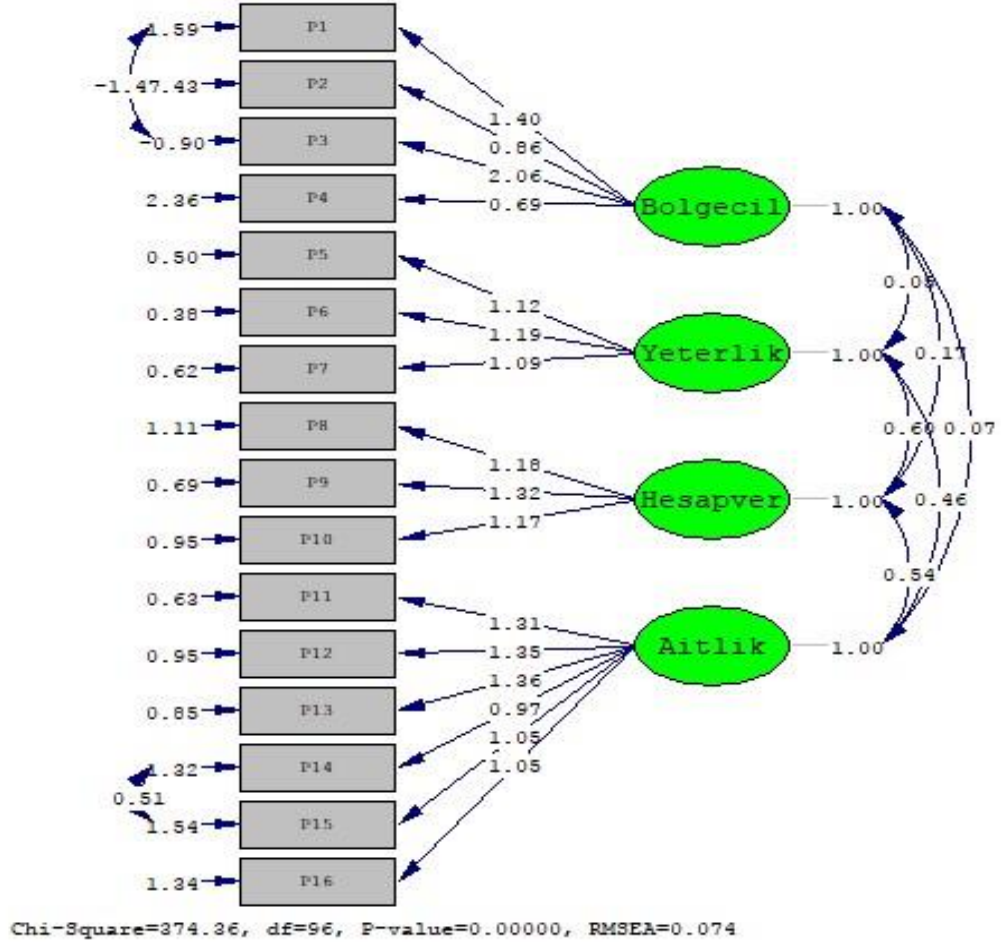 1.59 P1
-1.47.43 P2
1.40
0.86
-0.90 P3
2.06
2.36 P4
0.69
Bolgecil 1.00
0.50 P5
1.12
0.38 P6
1.19
Yeterlik 1.00
0.17
0.62 P7
1.09
1.11 P8
0.60 0.07
1.18
0.69 P9
1.32
Hesapver 1.00
0.46
1.17
0.95 P10
0.54
0.63 P11
1.31
0.95 P12
1.35
Aitlik 1.00
1.36
0.85 P13
0.97
1.05
1.32 P14
1.05
0.51
1.54 P15
1.34 P16
Chi-Square=374.36, df=96, P-value=0.00000, RMSEA=0.074